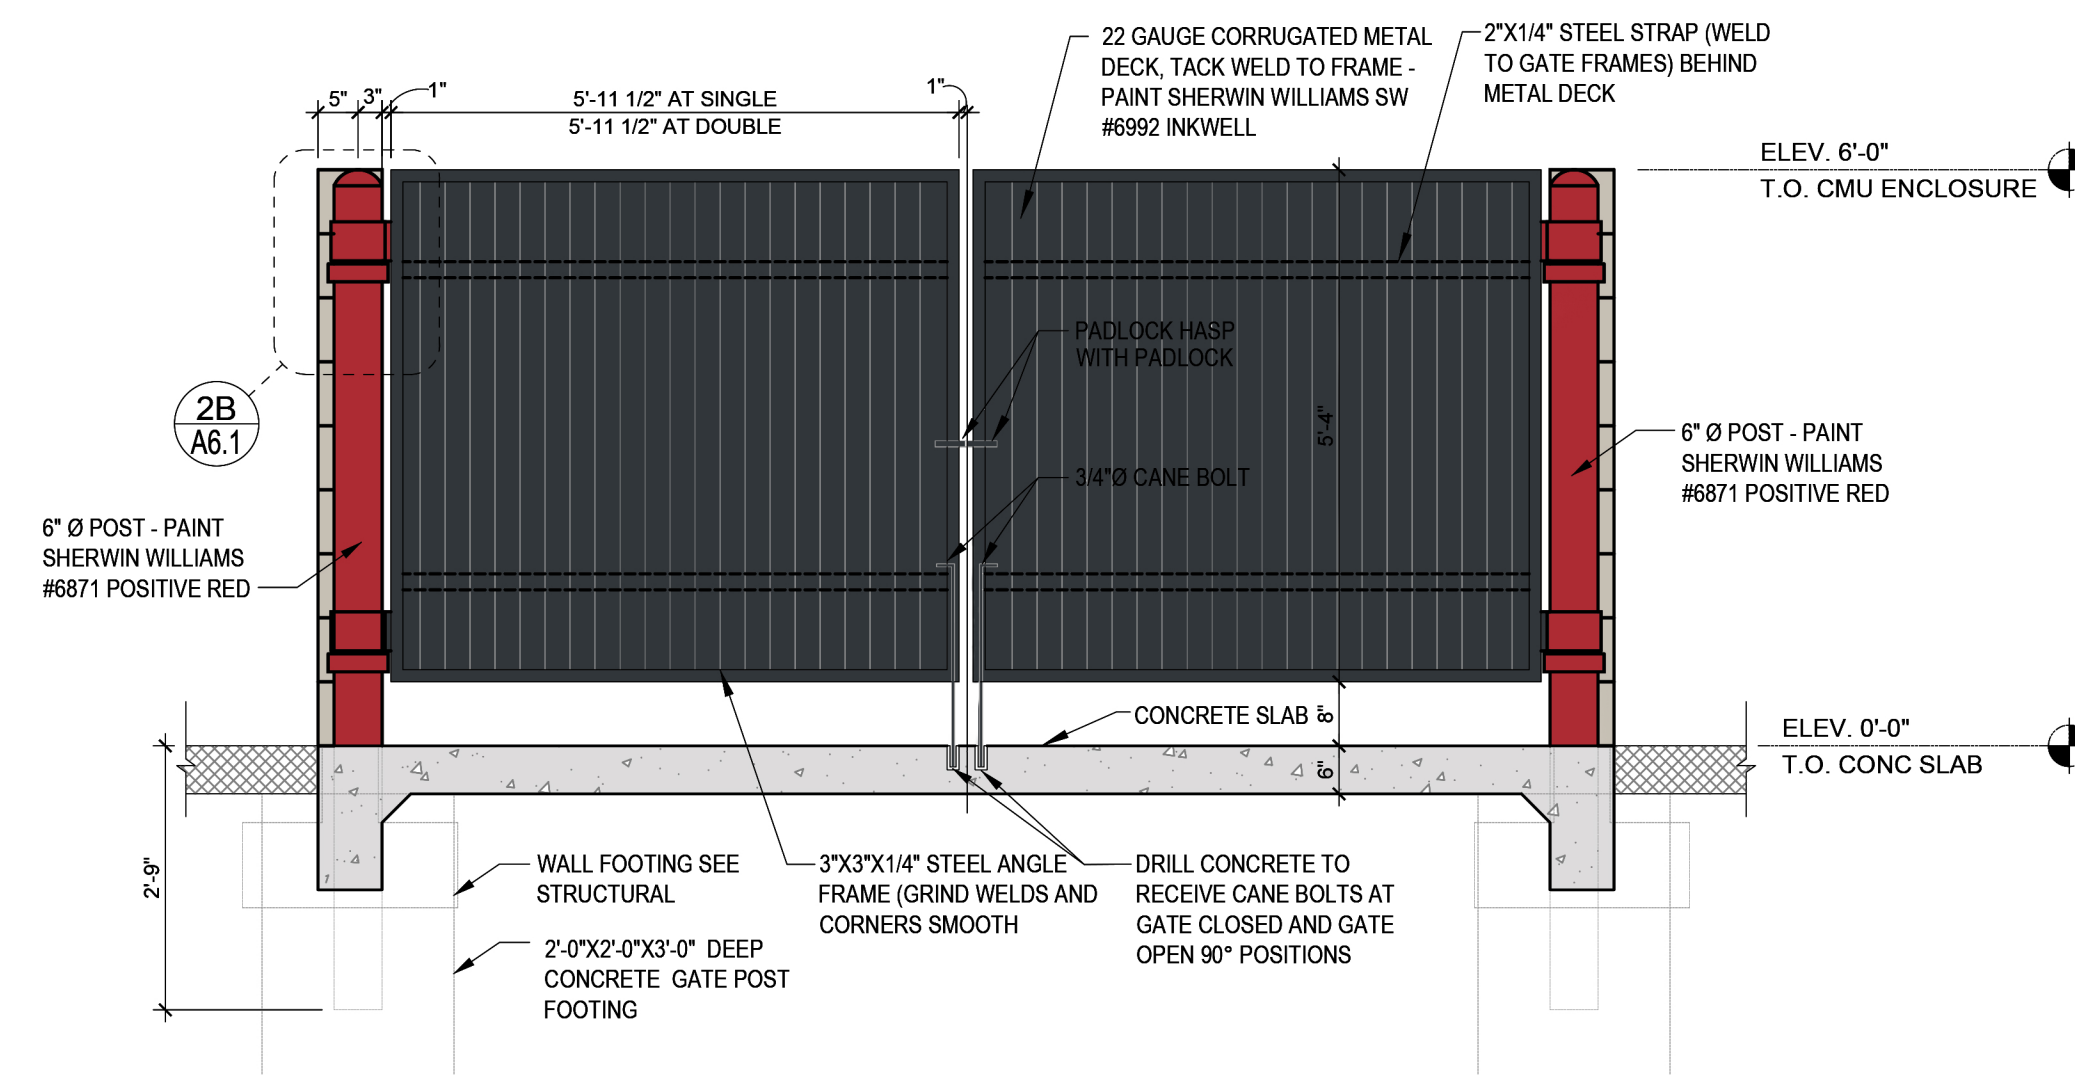 22 GAUGE CORRUGATED METAL
DECK, TACK WELD TO FRAME -
PAINT SHERWIN WILLIAMS SW
#6992 INKWELL
2"X1/4" STEEL STRAP (WELD
TO GATE FRAMES) BEHIND
METAL DECK
5"
3"
1"
5'-11 1/2" AT SINGLE
5'-11 1/2" AT DOUBLE
1"
ELEV. 6'-0"
T.O. CMU ENCLOSURE
PADLOCK HASP
WITH PADLOCK
2B
A6.1
5'-4"
3/4"Ø CANE BOLT
6" Ø POST - PAINT
SHERWIN WILLIAMS
#6871 POSITIVE RED
6" Ø POST - PAINT
SHERWIN WILLIAMS
#6871 POSITIVE RED
CONCRETE SLAB
8"
ELEV. 0'-0"
T.O. CONC SLAB
6"
2'-9"
WALL FOOTING SEE
STRUCTURAL
2'-0"X2'-0"X3'-0" DEEP
CONCRETE GATE POST
FOOTING
3"X3"X1/4" STEEL ANGLE
FRAME (GRIND WELDS AND
CORNERS SMOOTH
DRILL CONCRETE TO
RECEIVE CANE BOLTS AT
GATE CLOSED AND GATE
OPEN 90° POSITIONS